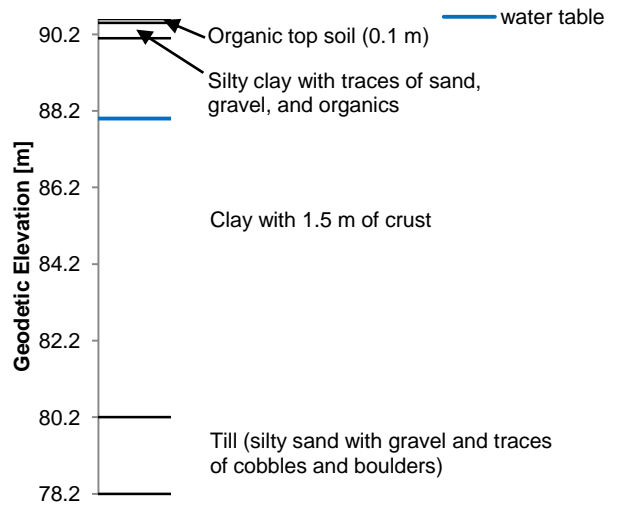 water table
90.2
Organic top soil (0.1 m)
Silty clay with traces of sand,
gravel, and organics
88.2
Geodetic Elevation [m]
86.2
Clay with 1.5 m of crust
84.2
82.2
80.2
Till (silty sand with gravel and traces
of cobbles and boulders)
78.2